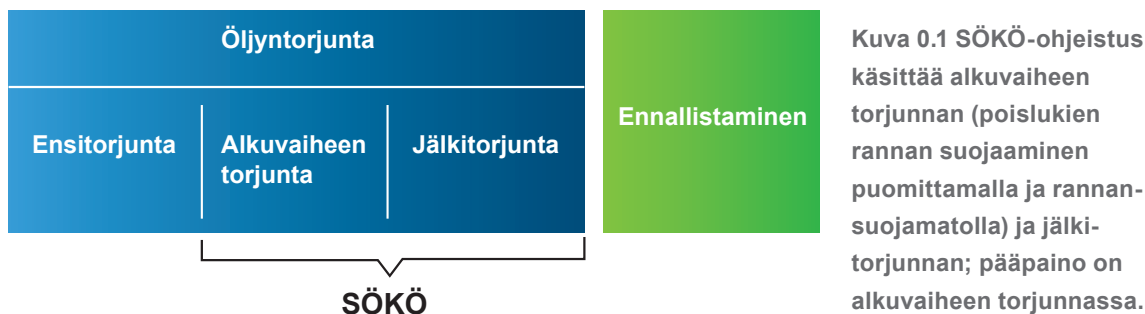 Öljyntorjunta
Ensitorjunta
Alkuvaiheen
torjunta
Jälkitorjunta
SÖKÖ
Ennallistaminen
Kuva 0.1 SÖKÖ-ohjeistus
käsittää alkuvaiheen
torjunnan (poislukien
rannan suojaaminen
puomittamalla ja rannan-
suojamatolla) ja jälki-
torjunnan; pääpaino on
alkuvaiheen torjunnassa.